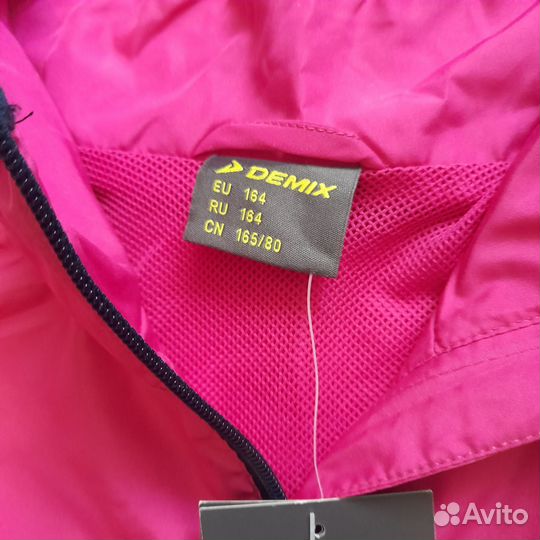 DEMIX
EU 164
RU 164
CN 165/80
Avito